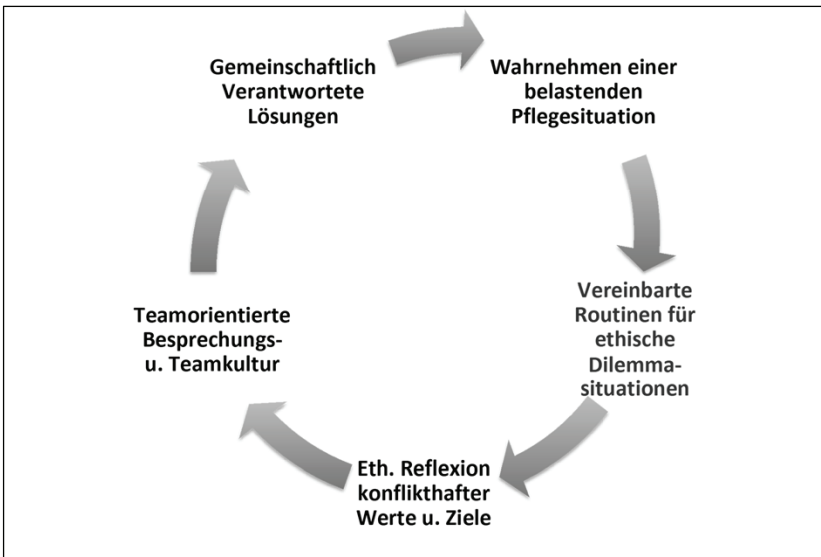 Gemeinschaftlich
Verantwortete
Lösungen
Wahrnehmen einer
belastenden
Pflegesituation
Vereinbarte
Routinen für
ethische
Dilemma-
situationen
Eth. Reflexion
konflikthafter
Werte u. Ziele
Teamorientierte
Besprechungs-
u. Teamkultur